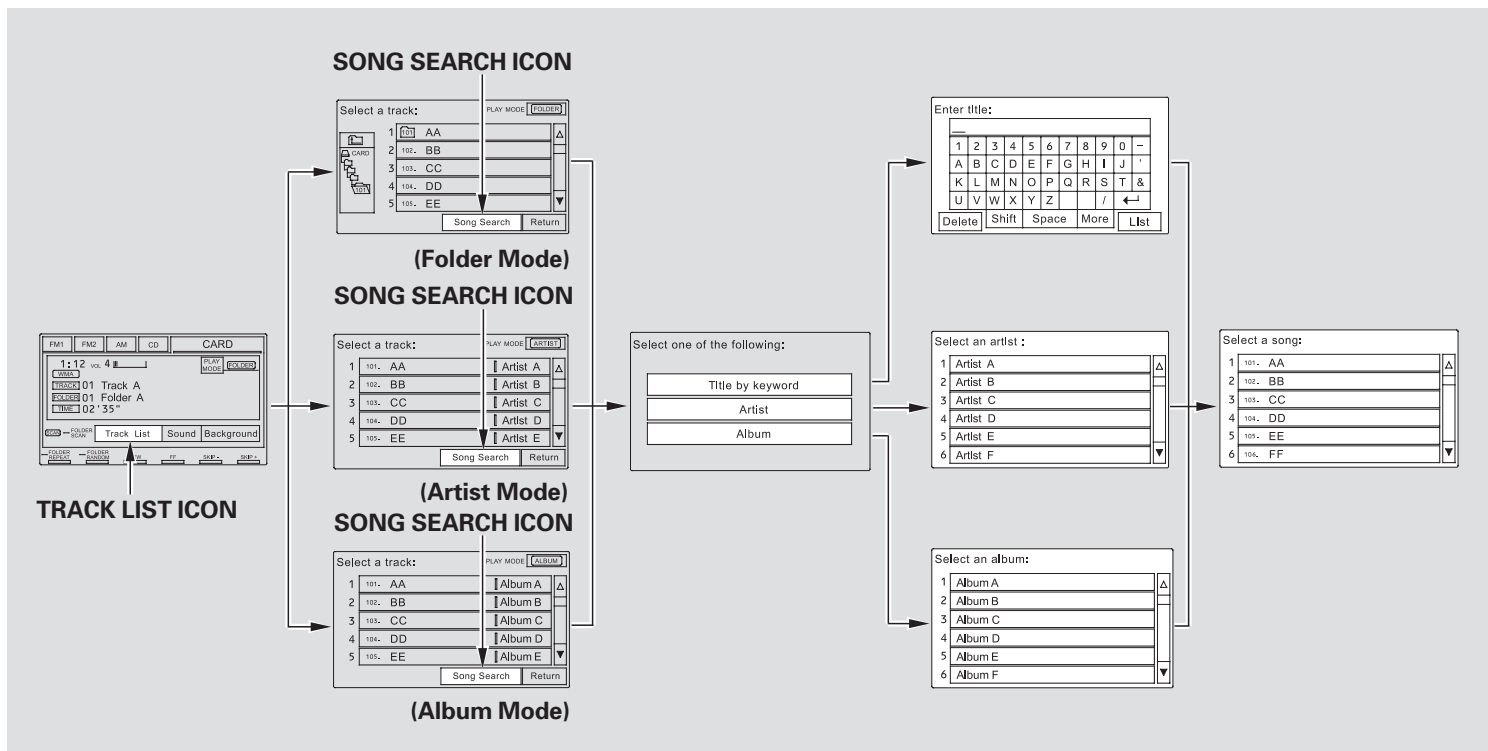 SONG SEARCH ICON
Select a track: PLAY MODE FOLDER
CARD
101
1 101 AA
2 102. BB
3 103. CC
4 104. DD
5 105. EE
Song Search Return
(Folder Mode)
FM1 FM2 AM CD CARD
1:12 VOL 4
PLAY MODE FOLDER
WMA
TRACK 01 Track A
FOLDER 01 Folder A
TIME 02'35"
SCAN – FOLDER SCAN Track List Sound Background
FOLDER REPEAT FOLDER RANDOM FF SKIP - SKIP +
TRACK LIST ICON
SONG SEARCH ICON
Select a track: PLAY MODE ARTIST
1 101. AA Artist A
2 102. BB Artist B
3 103. CC Artist C
4 104. DD Artist D
5 105. EE Artist E
Song Search Return
(Artist Mode)
SONG SEARCH ICON
Select a track: PLAY MODE ALBUM
1 101. AA Album A
2 102. BB Album B
3 103. CC Album C
4 104. DD Album D
5 105. EE Album E
Song Search Return
(Album Mode)
Select one of the following:
Title by keyword
Artist
Album
Enter title:
1 2 3 4 5 6 7 8 9 0 –
A B C D E F G H I J '
K L M N O P Q R S T &
U V W X Y Z /
Delete Shift Space More List
Select an artist :
1 Artist A
2 Artist B
3 Artist C
4 Artist D
5 Artist E
6 Artist F
Select an album:
1 Album A
2 Album B
3 Album C
4 Album D
5 Album E
6 Album F
Select a song:
1 101. AA
2 102. BB
3 103. CC
4 104. DD
5 105. EE
6 106. FF